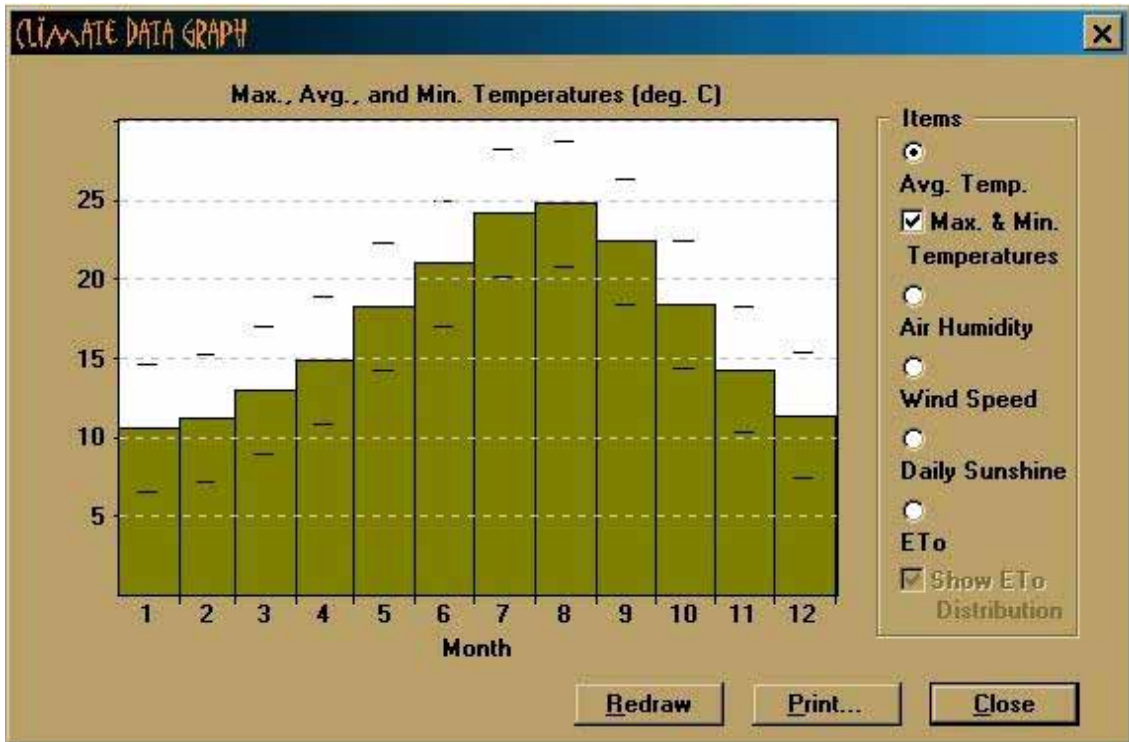 CLIMATE DATA GRAPH
Max., Avg., and Min. Temperatures (deg. C)
25
20
15
10
5
1 2 3 4 5 6 7 8 9 10 11 12
Month
Items
Avg. Temp.
Max. & Min.
Temperatures
Air Humidity
Wind Speed
Daily Sunshine
ETo
Show ETo
Distribution
Redraw Print... Close